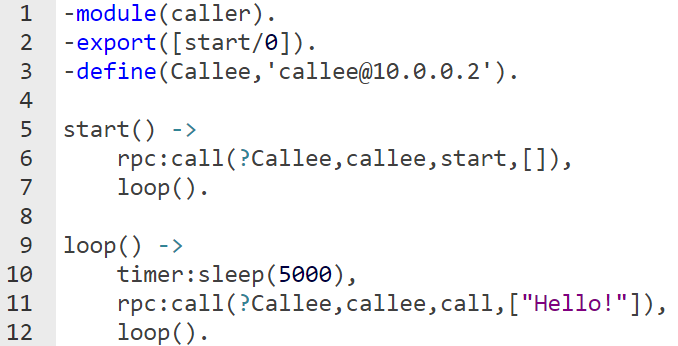 1 -module(caller).
2 -export([start/0]).
3 -define(Callee,'callee@10.0.0.2').
4
5 start() ->
6     rpc:call(?Callee,callee,start,[]),
7     loop().
8
9 loop() ->
10     timer:sleep(5000),
11     rpc:call(?Callee,callee,call,["Hello!"]),
12     loop().